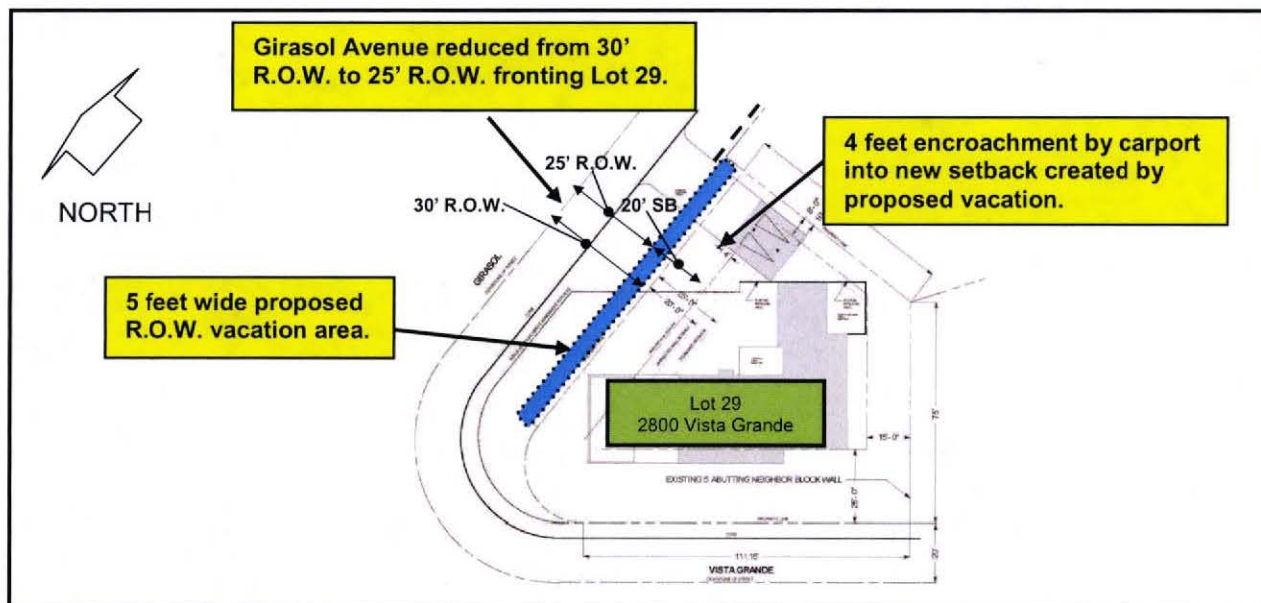 Girasol Avenue reduced from 30'
R.O.W. to 25' R.O.W. fronting Lot 29.
4 feet encroachment by carport
into new setback created by
proposed vacation.
NORTH
25' R.O.W.
30' R.O.W.
20' SB.
5 feet wide proposed
R.O.W. vacation area.
GIRASOL
Lot 29
2800 Vista Grande
75'
15'-0"
EXISTING 5' ABUTTING NEIGHBOR BLOCK WALL
25'-0"
111.15'
VISTA GRANDE